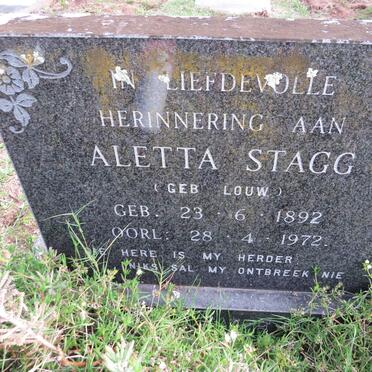 IN LIEFDEVOLLE
HERINNERING AAN
ALETTA STAGG
(GEB LOUW)
GEB. 23 · 6 · 1892
OORL. 28 · 4 · 1972.
HERE IS MY HERDER
NIKS SAL MY ONTBREEK NIE